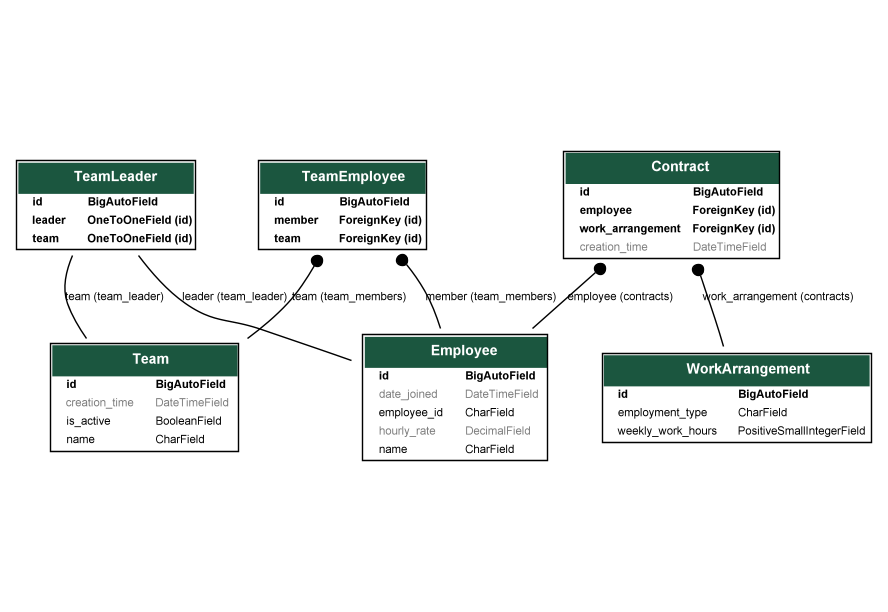 TeamLeader
id BigAutoField
leader OneToOneField (id)
team OneToOneField (id)
TeamEmployee
id BigAutoField
member ForeignKey (id)
team ForeignKey (id)
Contract
id BigAutoField
employee ForeignKey (id)
work_arrangement ForeignKey (id)
creation_time DateTimeField
team (team_leader)
leader (team_leader)
team (team_members)
member (team_members)
employee (contracts)
work_arrangement (contracts)
Team
id BigAutoField
creation_time DateTimeField
is_active BooleanField
name CharField
Employee
id BigAutoField
date_joined DateTimeField
employee_id CharField
hourly_rate DecimalField
name CharField
WorkArrangement
id BigAutoField
employment_type CharField
weekly_work_hours PositiveSmallIntegerField